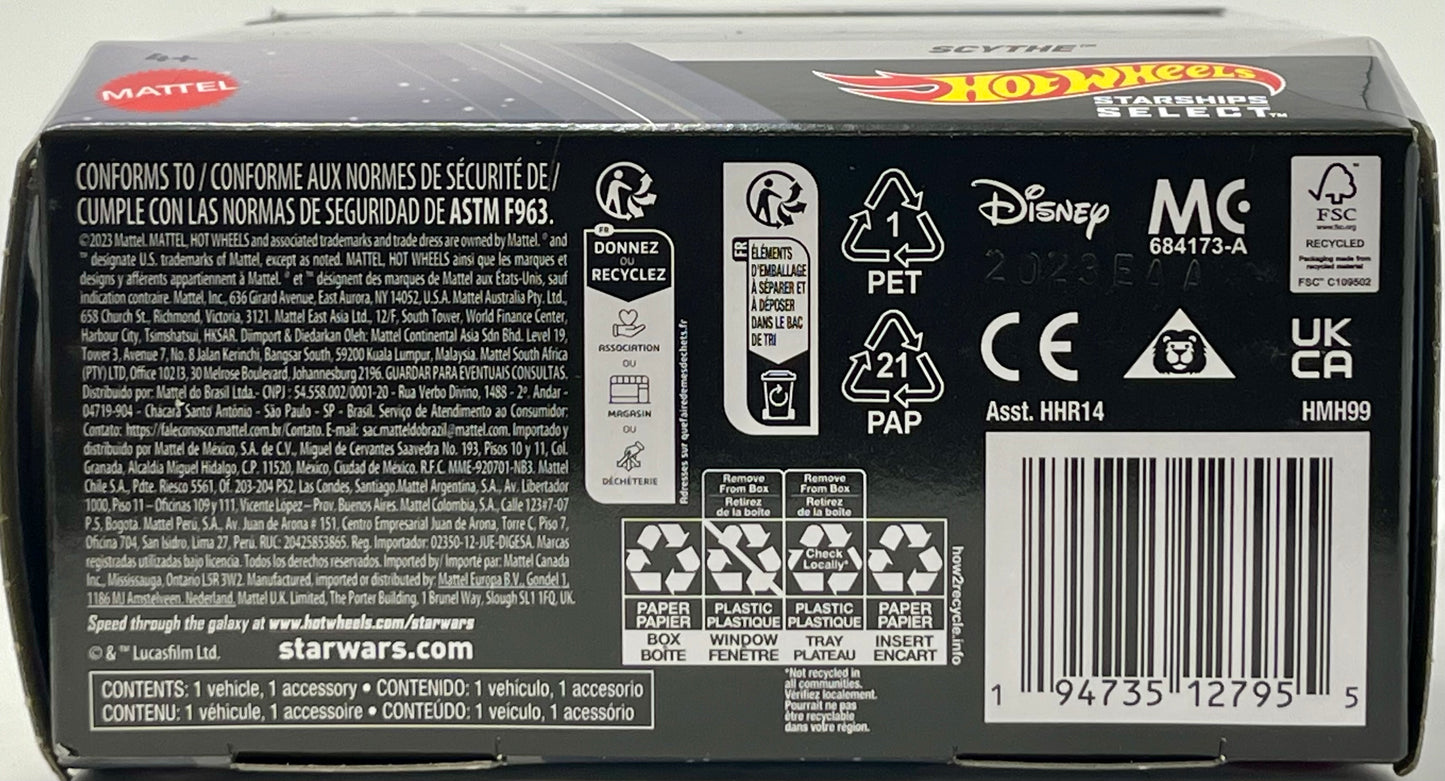 4+
MATTEL
SCYTHE™
HOT WHEELS
STARSHIPS
SELECT™
CONFORMS TO / CONFORME AUX NORMES DE SÉCURITÉ DE /
CUMPLE CON LAS NORMAS DE SEGURIDAD DE ASTM F963.
©2023 Mattel. MATTEL, HOT WHEELS and associated trademarks and trade dress are owned by Mattel. ® and
™ designate U.S. trademarks of Mattel, except as noted. MATTEL, HOT WHEELS ainsi que les marques et
designs y afférents appartiennent à Mattel. ® et ™ désignent des marques de Mattel aux États-Unis, sauf
indication contraire. Mattel, Inc., 636 Girard Avenue, East Aurora, NY 14052, U.S.A. Mattel Australia Pty. Ltd.,
658 Church St., Richmond, Victoria, 3121. Mattel East Asia Ltd., 12/F, South Tower, World Finance Center,
Harbour City, Tsimshatsui, HKSAR. Diimport & Diedarkan Oleh: Mattel Continental Asia Sdn Bhd. Level 19,
Tower 3, Avenue 7, No. 8 Jalan Kerinchi, Bangsar South, 59200 Kuala Lumpur, Malaysia. Mattel South Africa
(PTY) LTD, Office 102I3, 30 Melrose Boulevard, Johannesburg 2196. GUARDAR PARA EVENTUAIS CONSULTAS.
Distribuido por: Mattel do Brasil Ltda.- CNPJ : 54.558.002/0001-20 - Rua Verbo Divino, 1488 - 2º. Andar -
04719-904 - Chácara Santo Antônio - São Paulo - SP - Brasil. Serviço de Atendimento ao Consumidor:
Contato: https://faleconosco.mattel.com.br/Contato. E-mail: sac.matteldobrazil@mattel.com. Importado y
distribuido por Mattel de México, S.A. de C.V., Miguel de Cervantes Saavedra No. 193, Pisos 10 y 11, Col.
Granada, Alcaldía Miguel Hidalgo, C.P. 11520, México, Ciudad de México. R.F.C. MME-920701-NB3. Mattel
Chile S.A., Pdte. Riesco 5561, Of. 203-204 PS2, Las Condes, Santiago.Mattel Argentina, S.A., Av. Libertador
1000, Piso 11 – Oficinas 109 y 111, Vicente López – Prov. Buenos Aires. Mattel Colombia, S.A., Calle 123#7-07
P.5, Bogota. Mattel Perú, S.A., Av. Juan de Arona # 151, Centro Empresarial Juan de Arona, Torre C, Piso 7,
Oficina 704, San Isidro, Lima 27, Perú. RUC: 20425853865. Reg. Importador: 02350-12-JUE-DIGESA. Marcas
registradas utilizadas bajo licencia. Todos los derechos reservados. Imported by/ Importé par: Mattel Canada
Inc., Mississauga, Ontario L5R 3W2. Manufactured, imported or distributed by: Mattel Europa B.V., Gondel 1,
1186 MJ Amstelveen, Nederland. Mattel U.K. Limited, The Porter Building, 1 Brunel Way, Slough SL1 1FQ, UK.
Speed through the galaxy at www.hotwheels.com/starwars
© & ™ Lucasfilm Ltd. starwars.com
CONTENTS: 1 vehicle, 1 accessory • CONTENIDO: 1 vehículo, 1 accesorio
CONTENU: 1 véhicule, 1 accessoire • CONTEÚDO: 1 veículo, 1 acessório
FR
DONNEZ
OU
RECYCLEZ
ASSOCIATION
OU
MAGASIN
OU
DÉCHÈTERIE
Adresses sur quefairedemesdechets.fr
FR
ÉLÉMENTS
D'EMBALLAGE
À SÉPARER ET
À DÉPOSER
DANS LE BAC
DE TRI
1
PET
21
PAP
Remove
From Box
Retirez
de la boîte
Remove
From Box
Retirez
de la boîte
Check
Locally*
PAPER
PAPIER
BOX
BOÎTE
PLASTIC
PLASTIQUE
WINDOW
FENÊTRE
PLASTIC
PLASTIQUE
TRAY
PLATEAU
PAPER
PAPIER
INSERT
ENCART
how2recycle.info
*Not recycled in
all communities.
Vérifiez localement.
Pourrait ne pas
être recyclable
dans votre région.
Disney
MC
684173-A
2023EAA
FSC™
www.fsc.org
RECYCLED
Packaging made from
recycled material
FSC™ C109502
CE
UK
CA
Asst. HHR14
HMH99
1 94735 12795 5